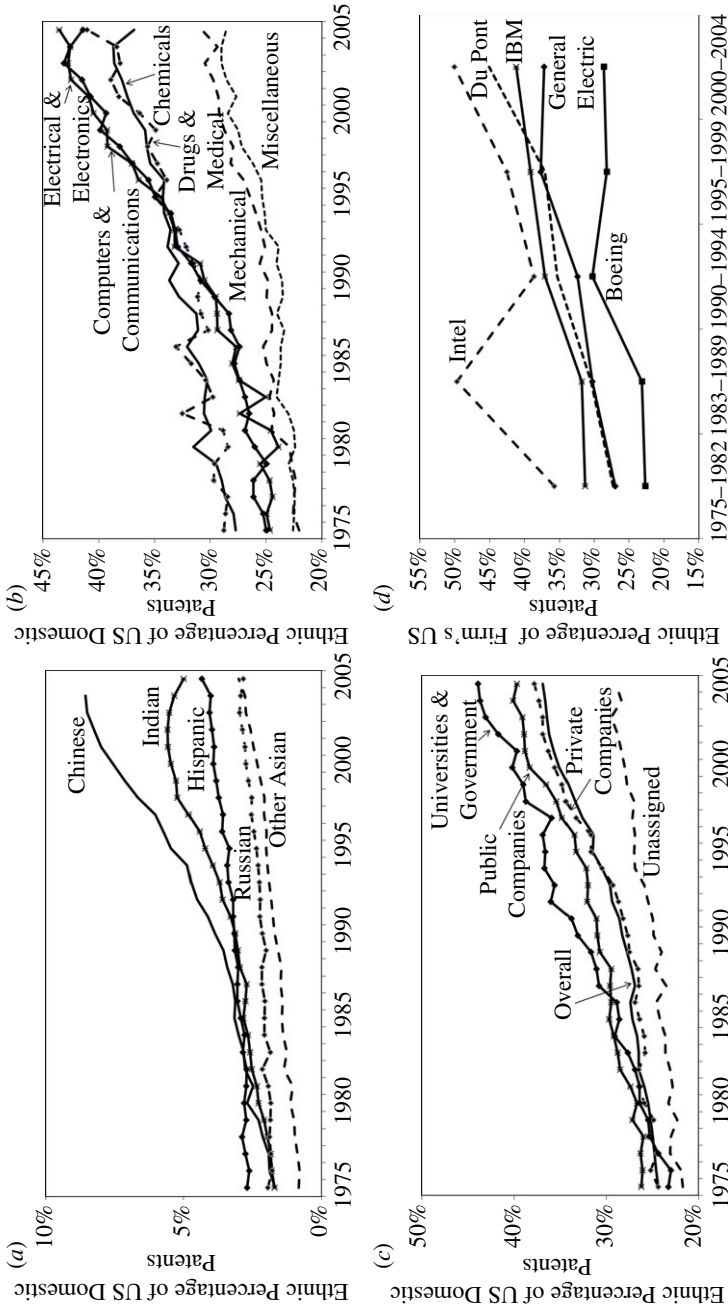 (a)
Ethnic Percentage of US Domestic
Patents
10%
5%
0%
Chinese
Indian
Hispanic
Russian
Other Asian
1975 1980 1985 1990 1995 2000 2005
(b)
Ethnic Percentage of US Domestic
Patents
45%
40%
35%
30%
25%
20%
Electrical &
Electronics
Computers &
Communications
Chemicals
Drugs &
Medical
Mechanical
Miscellaneous
1975 1980 1985 1990 1995 2000 2005
(c)
Ethnic Percentage of US Domestic
Patents
50%
40%
30%
20%
Universities &
Government
Public
Companies
Private
Companies
Overall
Unassigned
1975 1980 1985 1990 1995 2000 2005
(d)
Ethnic Percentage of Firm's US
Patents
55%
50%
45%
40%
35%
30%
25%
20%
15%
Intel
Du Pont
IBM
General
Electric
Boeing
1975–1982 1983–1989 1990–1994 1995–1999 2000–2004